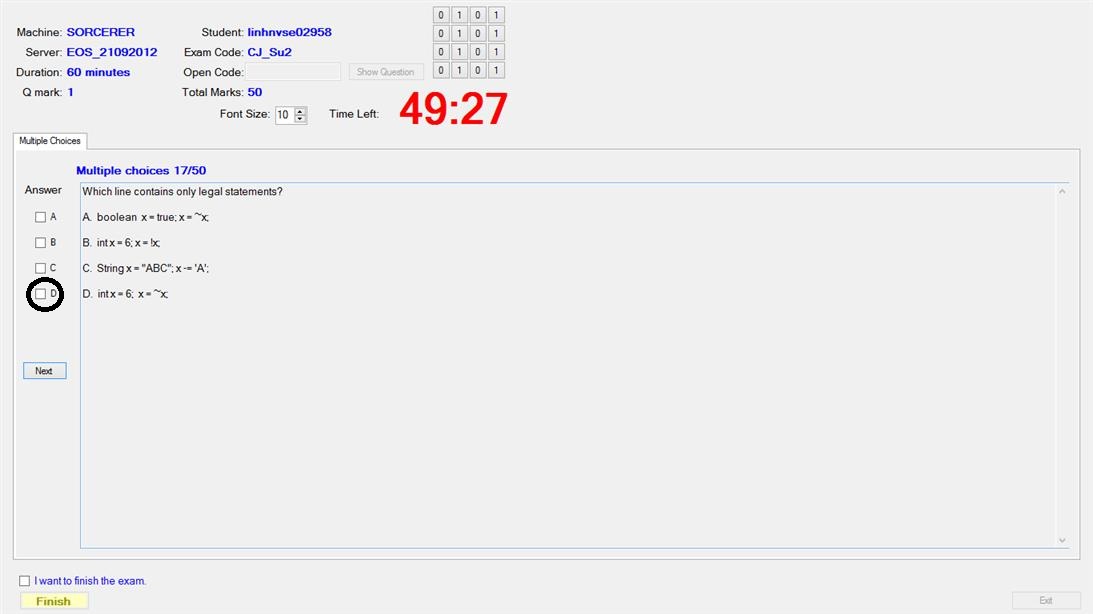 Machine: SORCERER Student: linhnvse02958
Server: EOS_21092012 Exam Code: CJ_Su2
Duration: 60 minutes Open Code: Show Question
Q mark: 1 Total Marks: 50
0 1 0 1
0 1 0 1
0 1 0 1
0 1 0 1
Font Size: 10 Time Left: 49:27
Multiple Choices
Multiple choices 17/50
Answer
Which line contains only legal statements?
A
A. boolean x = true; x = ~x;
B
B. int x = 6; x = !x;
C
C. String x = "ABC"; x -= 'A';
D
D. int x = 6; x = ~x;
Next
I want to finish the exam.
Finish
Exit